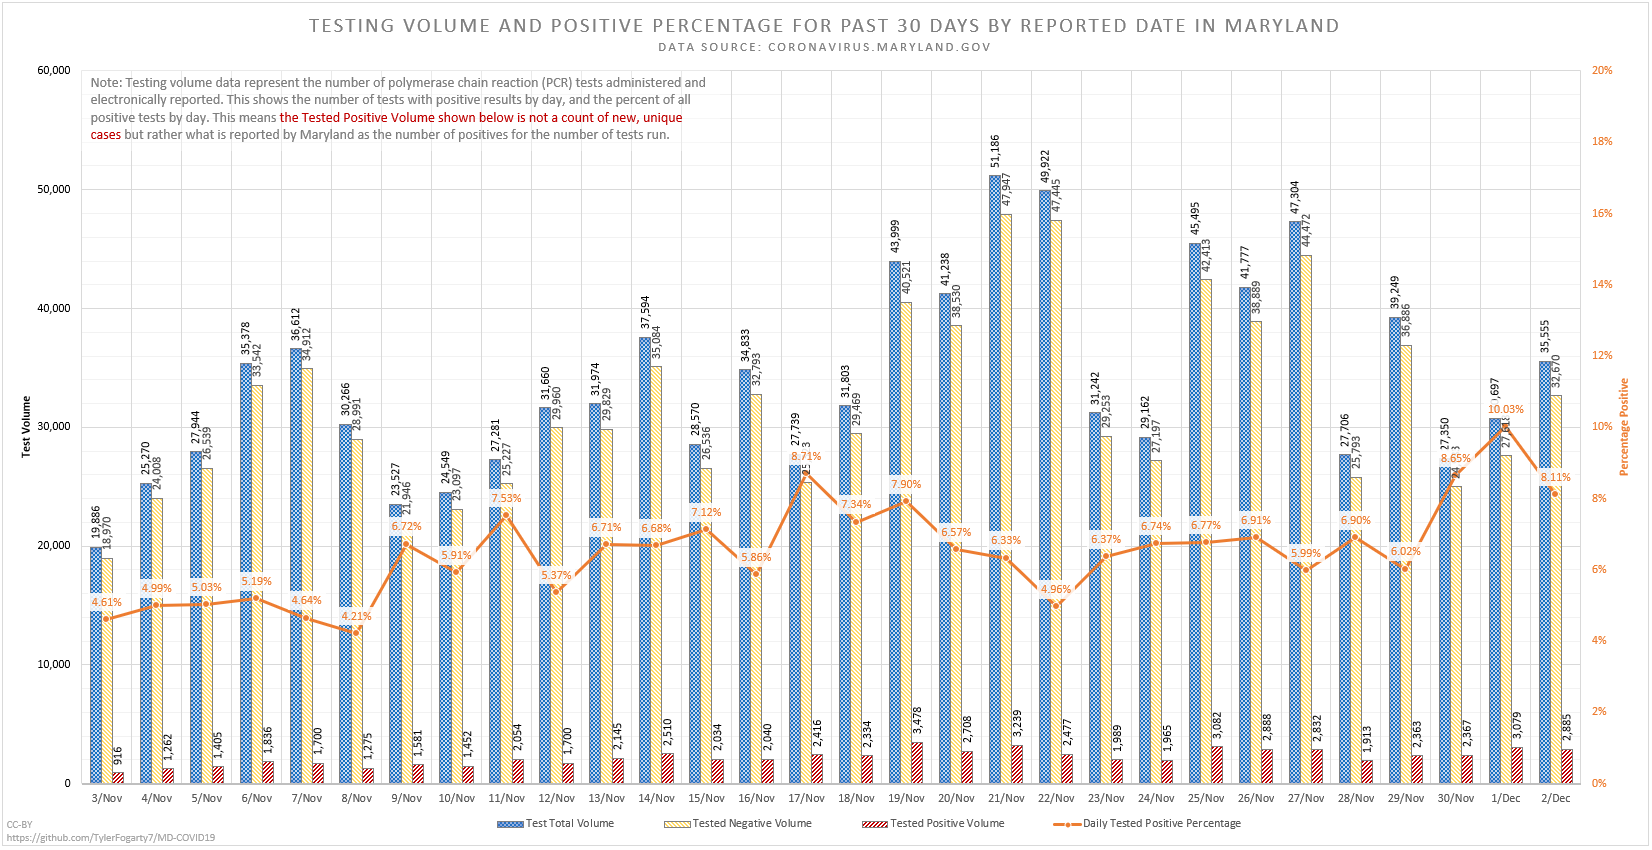 TESTING VOLUME AND POSITIVE PERCENTAGE FOR PAST 30 DAYS BY REPORTED DATE IN MARYLAND
DATA SOURCE: CORONAVIRUS.MARYLAND.GOV
Note: Testing volume data represent the number of polymerase chain reaction (PCR) tests administered and
electronically reported. This shows the number of tests with positive results by day, and the percent of all
positive tests by day. This means the Tested Positive Volume shown below is not a count of new, unique
cases but rather what is reported by Maryland as the number of positives for the number of tests run.
60,000
50,000
40,000
30,000
20,000
10,000
0
Test Volume
20%
18%
16%
14%
12%
10%
8%
6%
4%
2%
0%
Percentage Positive
19,886 18,970 4.61% 916
25,270 24,008 4.99% 1,262
27,944 26,539 5.03% 1,405
35,378 33,542 5.19% 1,836
36,612 34,912 4.64% 1,700
30,266 28,991 4.21% 1,275
23,527 21,946 6.72% 1,581
24,549 23,097 5.91% 1,452
27,281 25,227 7.53% 2,054
31,660 29,960 5.37% 1,700
31,974 29,829 6.71% 2,145
37,594 35,084 6.68% 2,510
28,570 26,536 7.12% 2,034
34,833 32,793 5.86% 2,040
27,739 8.71% 2,416
31,803 29,469 7.34% 2,334
43,999 40,521 7.90% 3,478
41,238 38,530 6.57% 2,708
51,186 47,947 6.33% 3,239
49,922 47,445 4.96% 2,477
31,242 29,253 6.37% 1,989
29,162 27,197 6.74% 1,965
45,495 42,413 6.77% 3,082
41,777 38,889 6.91% 2,888
47,304 44,472 5.99% 2,832
27,706 25,793 6.90% 1,913
39,249 36,886 6.02% 2,363
27,350 8.65% 2,367
27,618 10.03% 3,079
35,555 32,670 8.11% 2,885
3/Nov 4/Nov 5/Nov 6/Nov 7/Nov 8/Nov 9/Nov 10/Nov 11/Nov 12/Nov 13/Nov 14/Nov 15/Nov 16/Nov 17/Nov 18/Nov 19/Nov 20/Nov 21/Nov 22/Nov 23/Nov 24/Nov 25/Nov 26/Nov 27/Nov 28/Nov 29/Nov 30/Nov 1/Dec 2/Dec
Test Total Volume Tested Negative Volume Tested Positive Volume Daily Tested Positive Percentage
CC-BY
https://github.com/TylerFogarty7/MD-COVID19